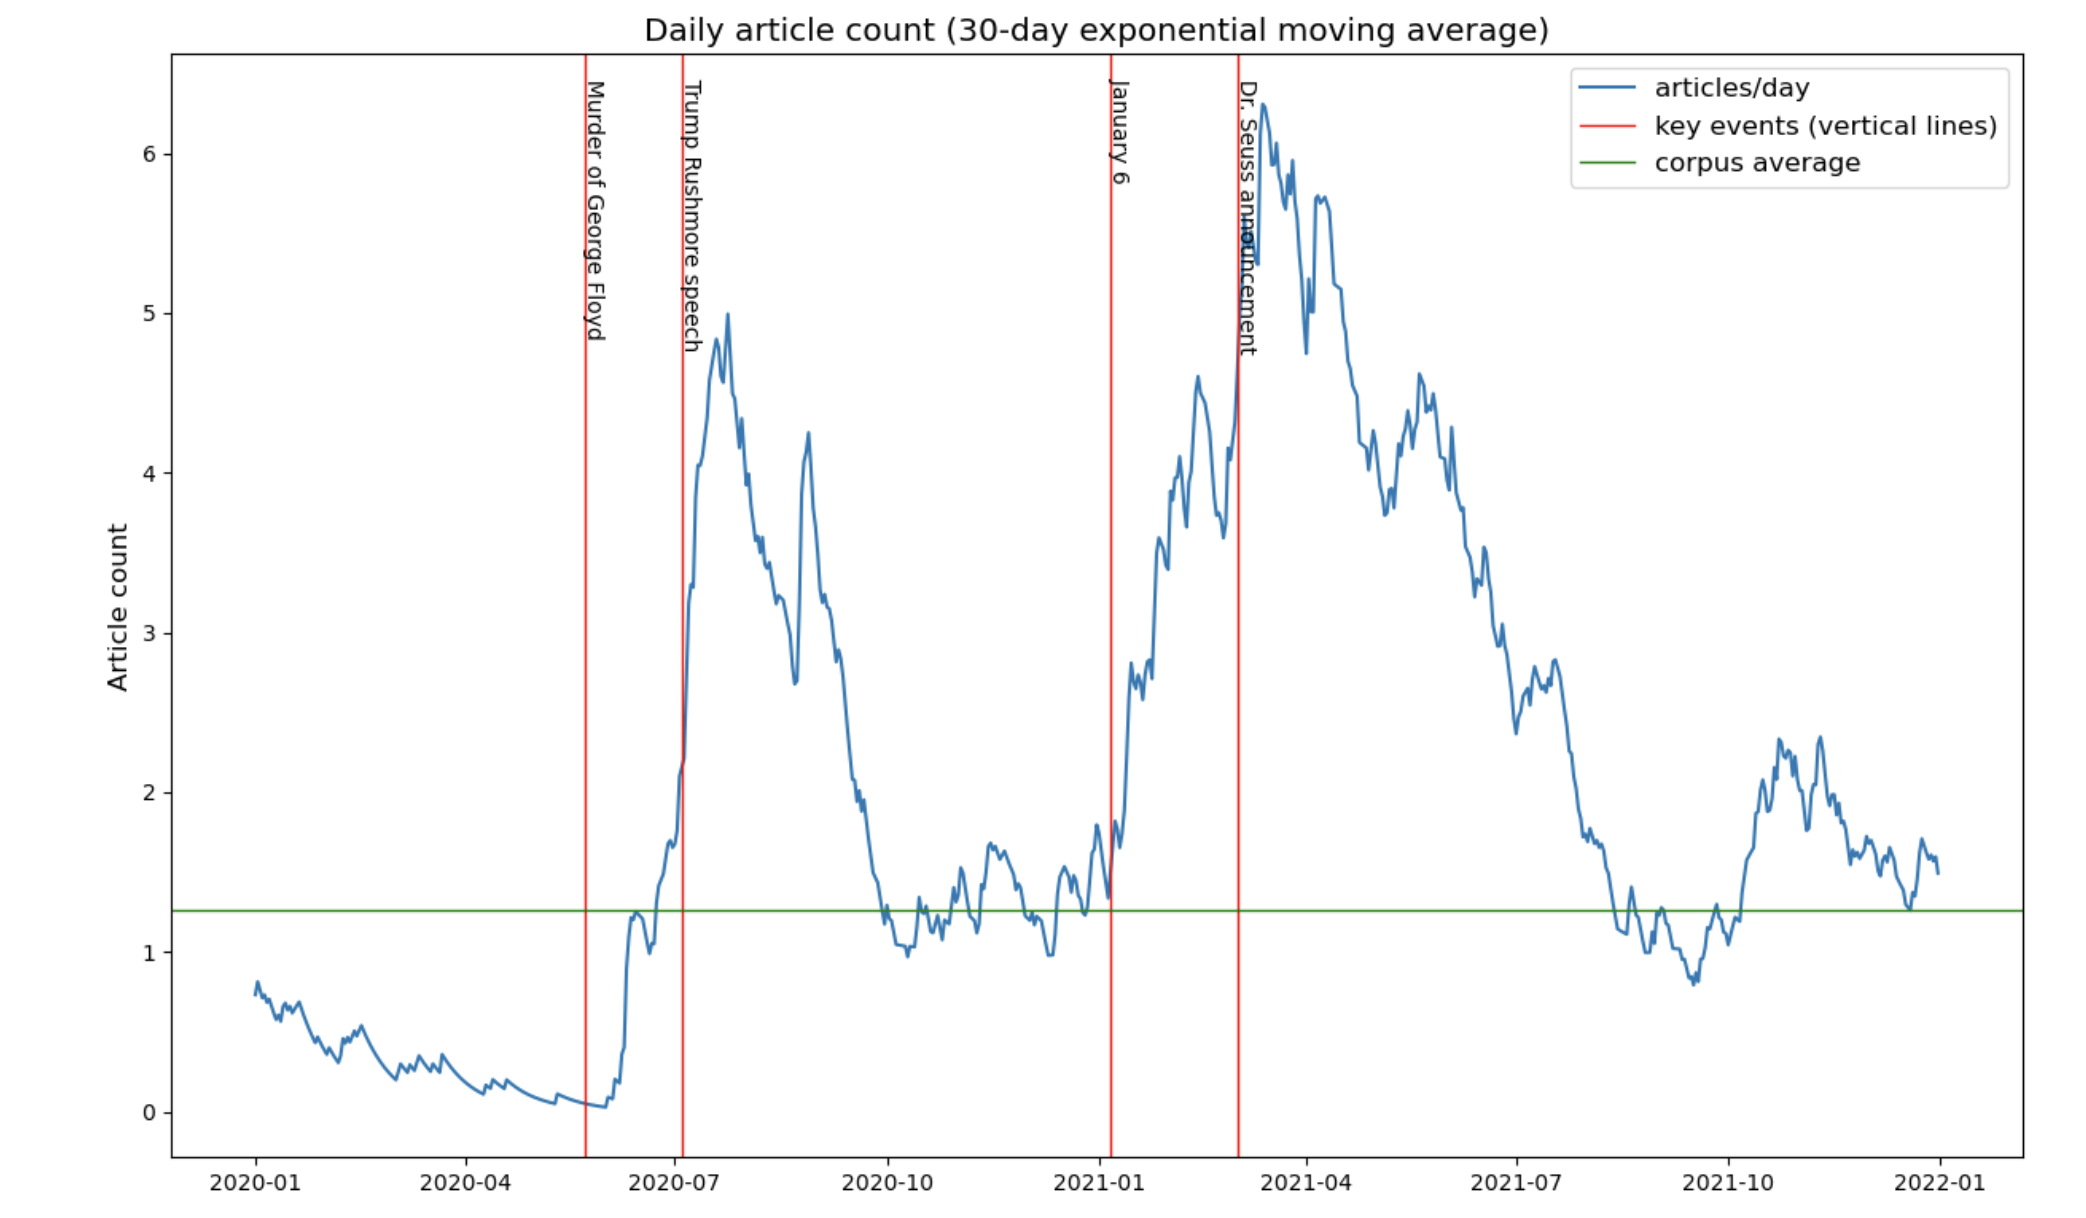 Daily article count (30-day exponential moving average)
articles/day
key events (vertical lines)
corpus average
Murder of George Floyd
Trump Rushmore speech
January 6
Dr. Seuss announcement
Article count
6
5
4
3
2
1
0
2020-01 2020-04 2020-07 2020-10 2021-01 2021-04 2021-07 2021-10 2022-01